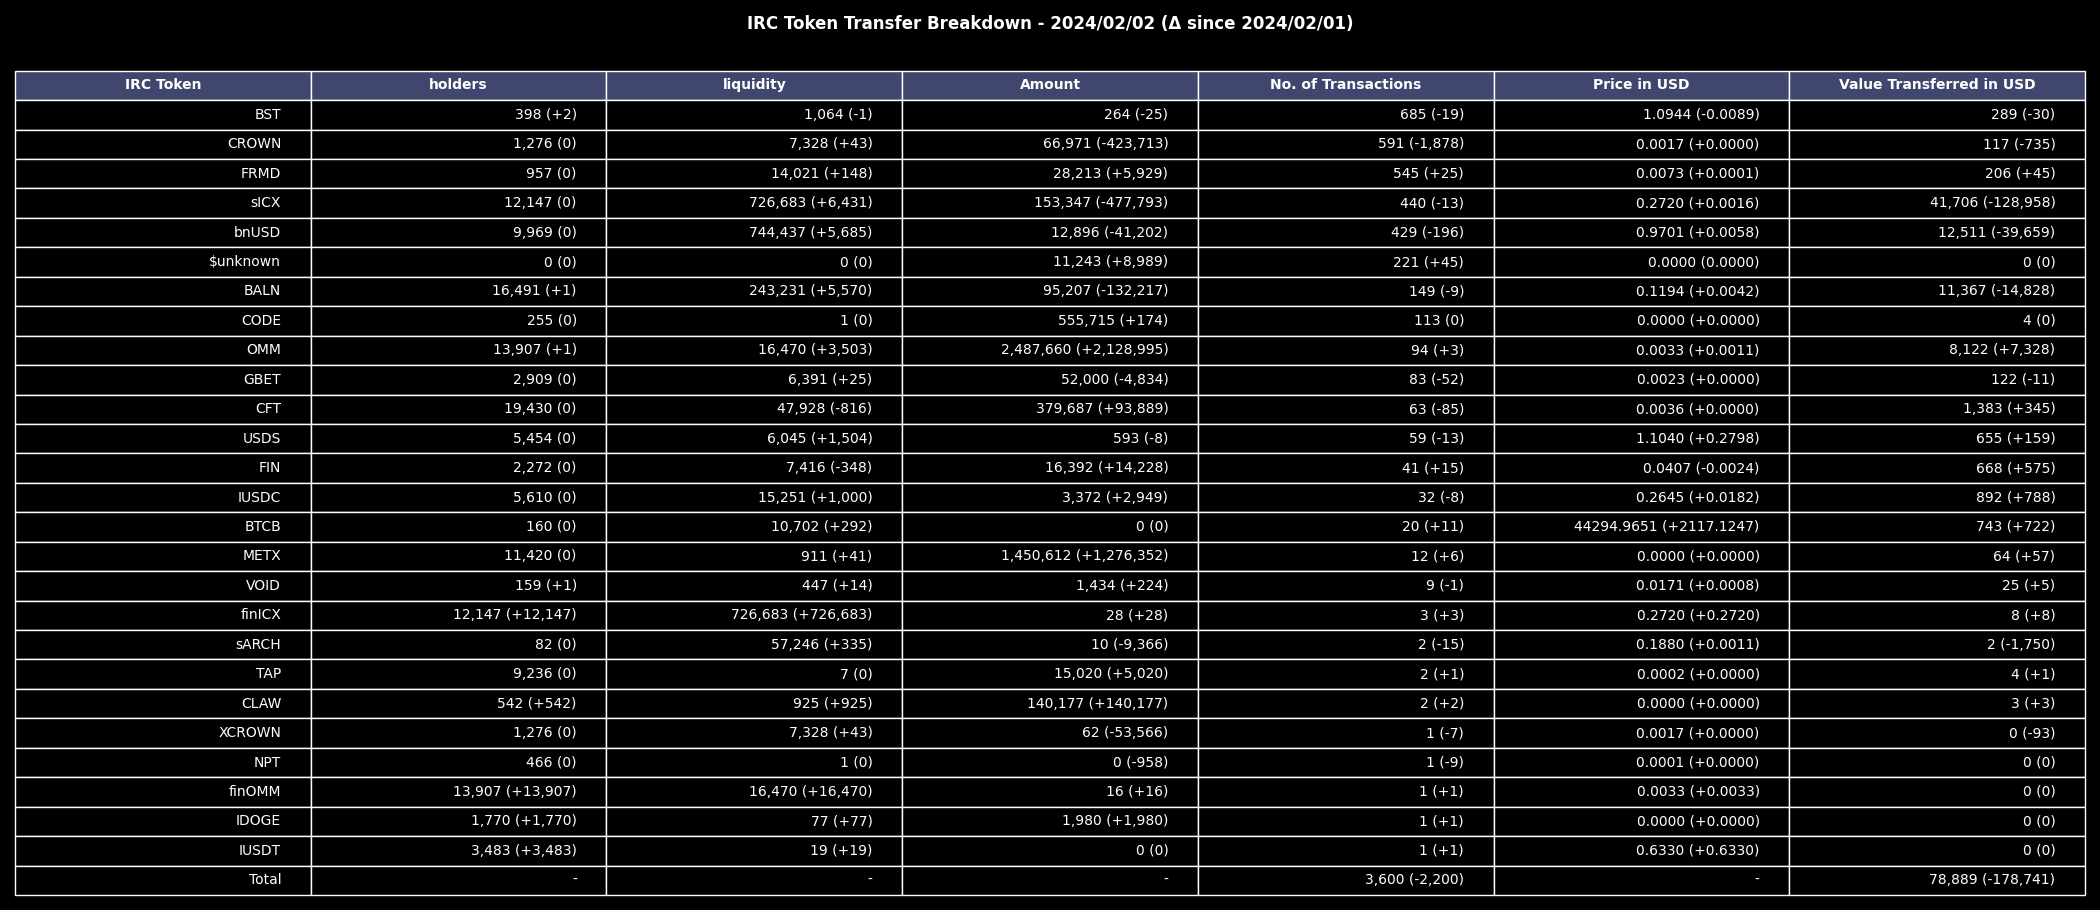 IRC Token Transfer Breakdown - 2024/02/02 (Δ since 2024/02/01)
IRC Token holders liquidity Amount No. of Transactions Price in USD Value Transferred in USD
BST 398 (+2) 1,064 (-1) 264 (-25) 685 (-19) 1.0944 (-0.0089) 289 (-30)
CROWN 1,276 (0) 7,328 (+43) 66,971 (-423,713) 591 (-1,878) 0.0017 (+0.0000) 117 (-735)
FRMD 957 (0) 14,021 (+148) 28,213 (+5,929) 545 (+25) 0.0073 (+0.0001) 206 (+45)
sICX 12,147 (0) 726,683 (+6,431) 153,347 (-477,793) 440 (-13) 0.2720 (+0.0016) 41,706 (-128,958)
bnUSD 9,969 (0) 744,437 (+5,685) 12,896 (-41,202) 429 (-196) 0.9701 (+0.0058) 12,511 (-39,659)
$unknown 0 (0) 0 (0) 11,243 (+8,989) 221 (+45) 0.0000 (0.0000) 0 (0)
BALN 16,491 (+1) 243,231 (+5,570) 95,207 (-132,217) 149 (-9) 0.1194 (+0.0042) 11,367 (-14,828)
CODE 255 (0) 1 (0) 555,715 (+174) 113 (0) 0.0000 (+0.0000) 4 (0)
OMM 13,907 (+1) 16,470 (+3,503) 2,487,660 (+2,128,995) 94 (+3) 0.0033 (+0.0011) 8,122 (+7,328)
GBET 2,909 (0) 6,391 (+25) 52,000 (-4,834) 83 (-52) 0.0023 (+0.0000) 122 (-11)
CFT 19,430 (0) 47,928 (-816) 379,687 (+93,889) 63 (-85) 0.0036 (+0.0000) 1,383 (+345)
USDS 5,454 (0) 6,045 (+1,504) 593 (-8) 59 (-13) 1.1040 (+0.2798) 655 (+159)
FIN 2,272 (0) 7,416 (-348) 16,392 (+14,228) 41 (+15) 0.0407 (-0.0024) 668 (+575)
IUSDC 5,610 (0) 15,251 (+1,000) 3,372 (+2,949) 32 (-8) 0.2645 (+0.0182) 892 (+788)
BTCB 160 (0) 10,702 (+292) 0 (0) 20 (+11) 44294.9651 (+2117.1247) 743 (+722)
METX 11,420 (0) 911 (+41) 1,450,612 (+1,276,352) 12 (+6) 0.0000 (+0.0000) 64 (+57)
VOID 159 (+1) 447 (+14) 1,434 (+224) 9 (-1) 0.0171 (+0.0008) 25 (+5)
finICX 12,147 (+12,147) 726,683 (+726,683) 28 (+28) 3 (+3) 0.2720 (+0.2720) 8 (+8)
sARCH 82 (0) 57,246 (+335) 10 (-9,366) 2 (-15) 0.1880 (+0.0011) 2 (-1,750)
TAP 9,236 (0) 7 (0) 15,020 (+5,020) 2 (+1) 0.0002 (+0.0000) 4 (+1)
CLAW 542 (+542) 925 (+925) 140,177 (+140,177) 2 (+2) 0.0000 (+0.0000) 3 (+3)
XCROWN 1,276 (0) 7,328 (+43) 62 (-53,566) 1 (-7) 0.0017 (+0.0000) 0 (-93)
NPT 466 (0) 1 (0) 0 (-958) 1 (-9) 0.0001 (+0.0000) 0 (0)
finOMM 13,907 (+13,907) 16,470 (+16,470) 16 (+16) 1 (+1) 0.0033 (+0.0033) 0 (0)
IDOGE 1,770 (+1,770) 77 (+77) 1,980 (+1,980) 1 (+1) 0.0000 (+0.0000) 0 (0)
IUSDT 3,483 (+3,483) 19 (+19) 0 (0) 1 (+1) 0.6330 (+0.6330) 0 (0)
Total - - - 3,600 (-2,200) - 78,889 (-178,741)